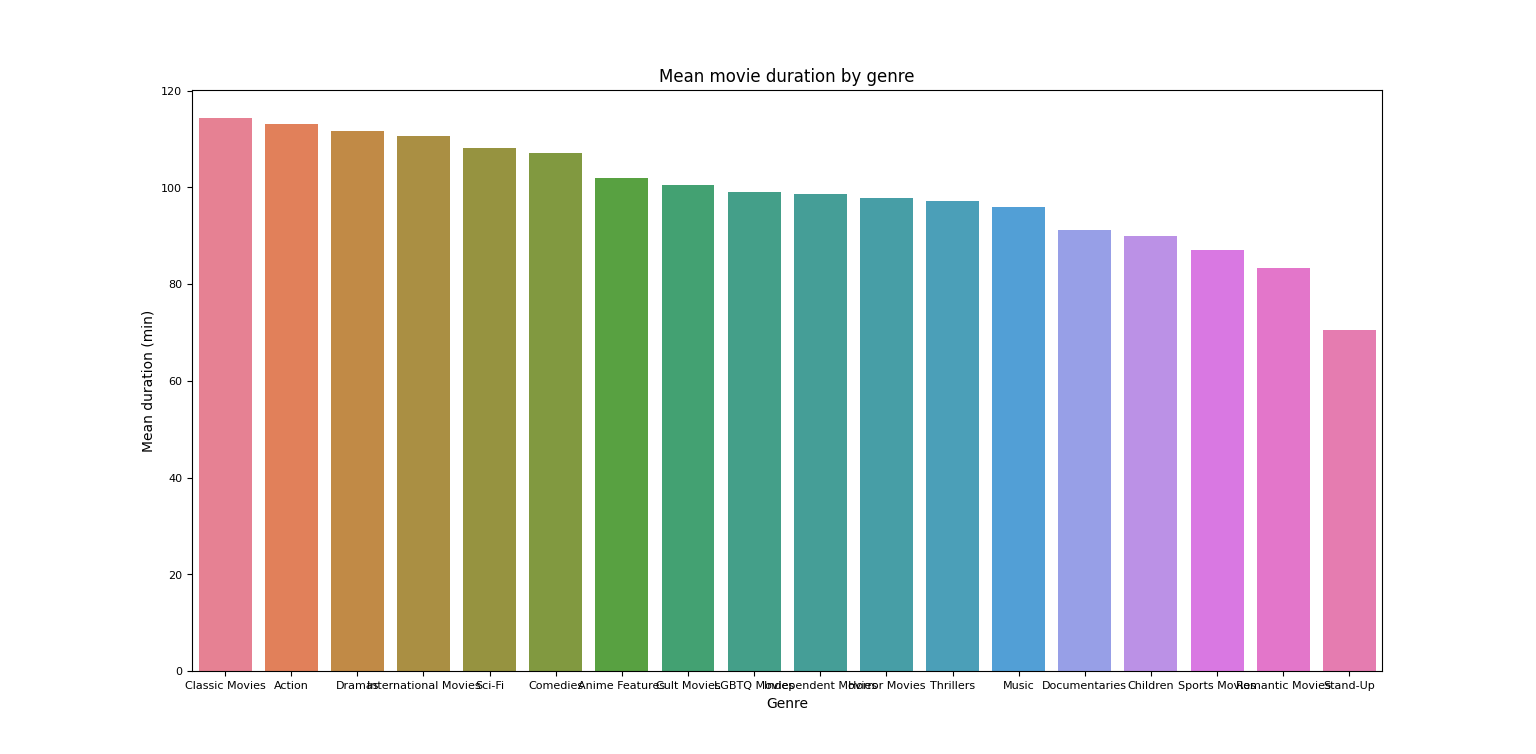 Mean movie duration by genre
120
100
80
60
40
20
0
Mean duration (min)
Classic Movies Action Dramas International Movies Sci-Fi Comedies Anime Features Cult Movies LGBTQ Movies Independent Movies Horror Movies Thrillers Music Documentaries Children Sports Movies Romantic Movies Stand-Up
Genre